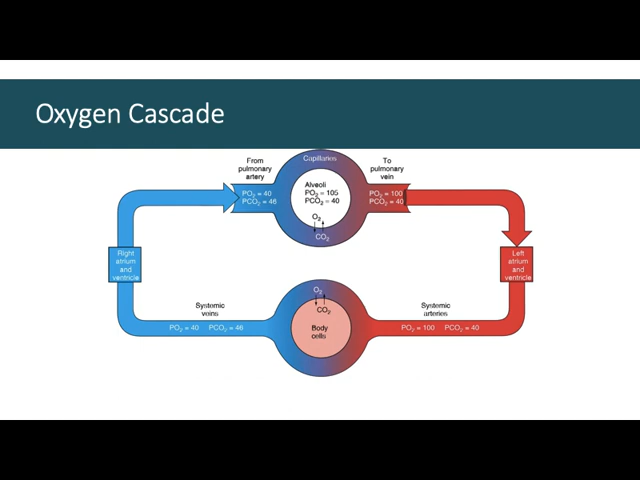 Oxygen Cascade
From
pulmonary
artery
Capillaries
To
pulmonary
vein
PO₂ = 40
PCO₂ = 46
Alveoli
PO₂ = 105
PCO₂ = 40
PO₂ = 100
PCO₂ = 40
O₂
CO₂
Right
atrium
and
ventricle
Left
atrium
and
ventricle
Systemic
veins
PO₂ = 40 PCO₂ = 46
O₂
CO₂
Body
cells
Systemic
arteries
PO₂ = 100 PCO₂ = 40